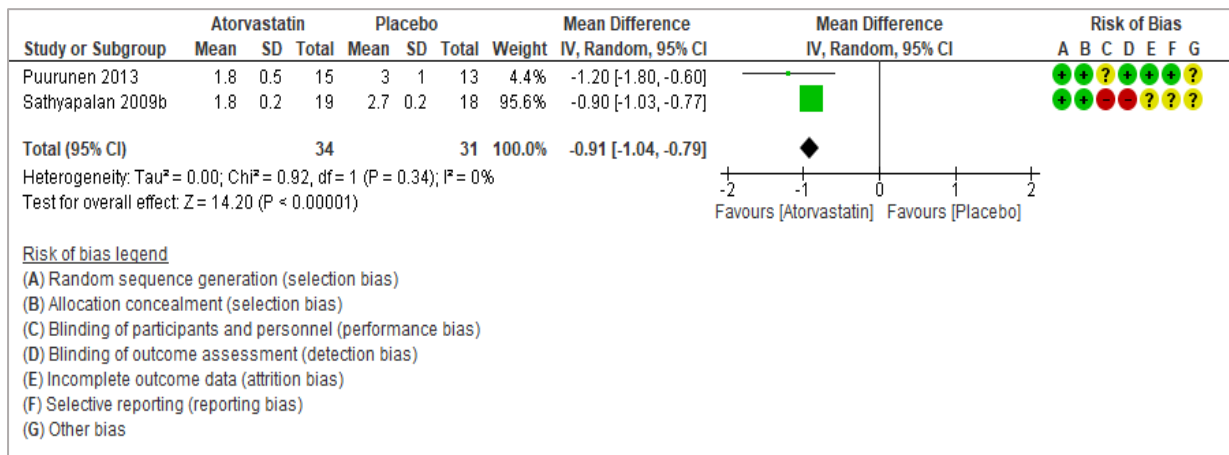 Atorvastatin Placebo Mean Difference Mean Difference Risk of Bias
Study or Subgroup Mean SD Total Mean SD Total Weight IV, Random, 95% CI IV, Random, 95% CI A B C D E F G
Puurunen 2013 1.8 0.5 15 3 1 13 4.4% -1.20 [-1.80, -0.60] + + ? + + + ?
Sathyapalan 2009b 1.8 0.2 19 2.7 0.2 18 95.6% -0.90 [-1.03, -0.77] + + - - ? ? ?
Total (95% CI) 34 31 100.0% -0.91 [-1.04, -0.79]
Heterogeneity: Tau² = 0.00; Chi² = 0.92, df = 1 (P = 0.34); I² = 0%
Test for overall effect: Z = 14.20 (P < 0.00001)
-2 -1 0 1 2
Favours [Atorvastatin] Favours [Placebo]
Risk of bias legend
(A) Random sequence generation (selection bias)
(B) Allocation concealment (selection bias)
(C) Blinding of participants and personnel (performance bias)
(D) Blinding of outcome assessment (detection bias)
(E) Incomplete outcome data (attrition bias)
(F) Selective reporting (reporting bias)
(G) Other bias